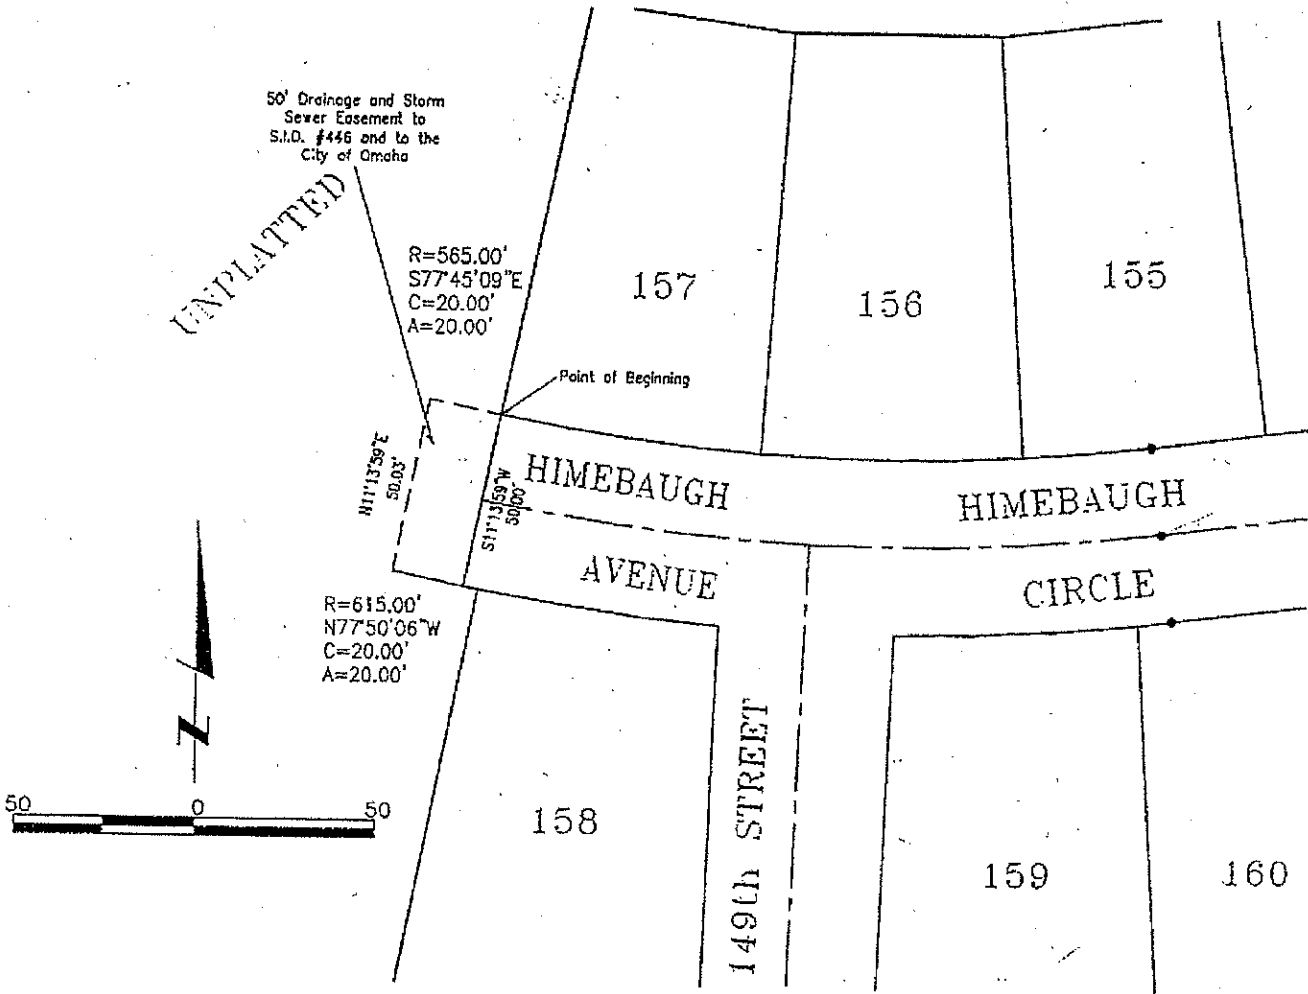 50' Drainage and Storm
Sewer Easement to
S.I.D. #446 and to the
City of Omaha
UNPLATTED
R=565.00'
S77°45'09"E
C=20.00'
A=20.00'
157
156
155
Point of Beginning
N11°13'59"E
50.03'
S11°13'59"W
50.00'
HIMEBAUGH
AVENUE
HIMEBAUGH
CIRCLE
R=615.00'
N77°50'06"W
C=20.00'
A=20.00'
Z
50 0 50
158
149th STREET
159
160